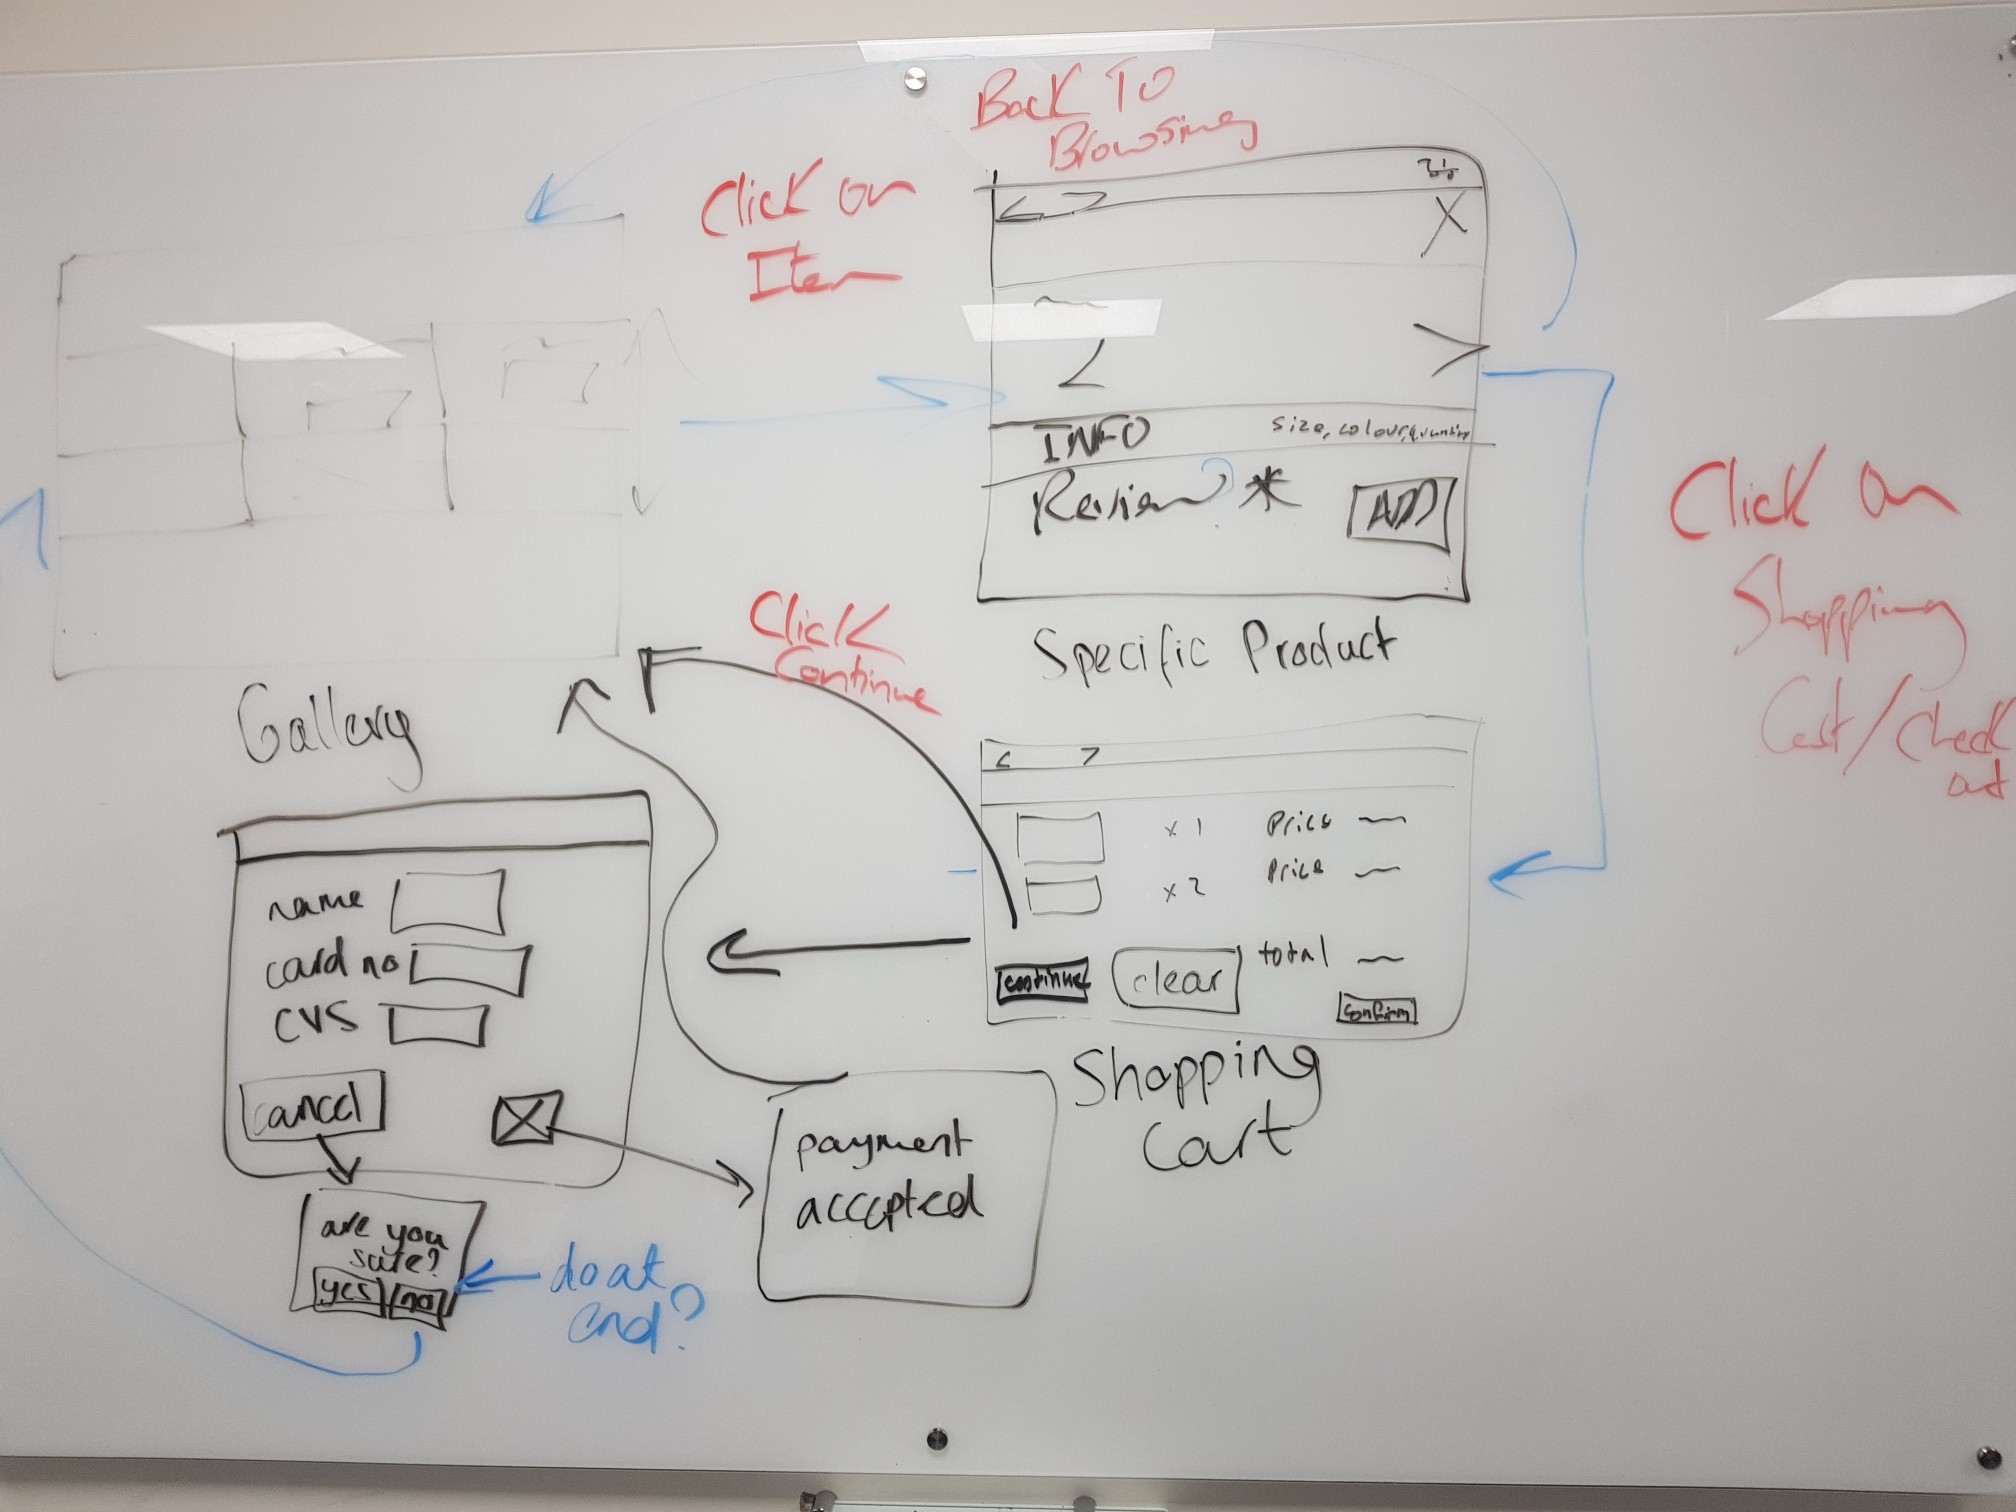 Back To
Browsing
Click on
Item
X
INFO
size, colour, quantity
Review *
ADD
Specific Product
Click
Continue
Click on
Shopping
Cart/Check
out
Gallery
name
card no
CVS
cancel
are you
sure?
yes
no
do at
end?
payment
accepted
x 1
Price
x 2
Price
total
continue
clear
confirm
Shopping
Cart